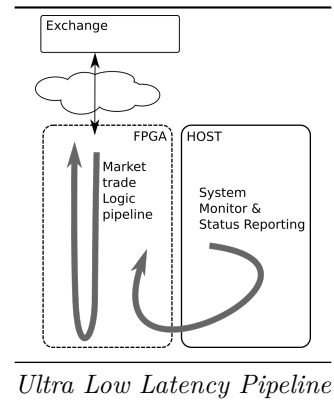 Exchange
FPGA
HOST
Market
trade
Logic
pipeline
System
Monitor &
Status Reporting
Ultra Low Latency Pipeline